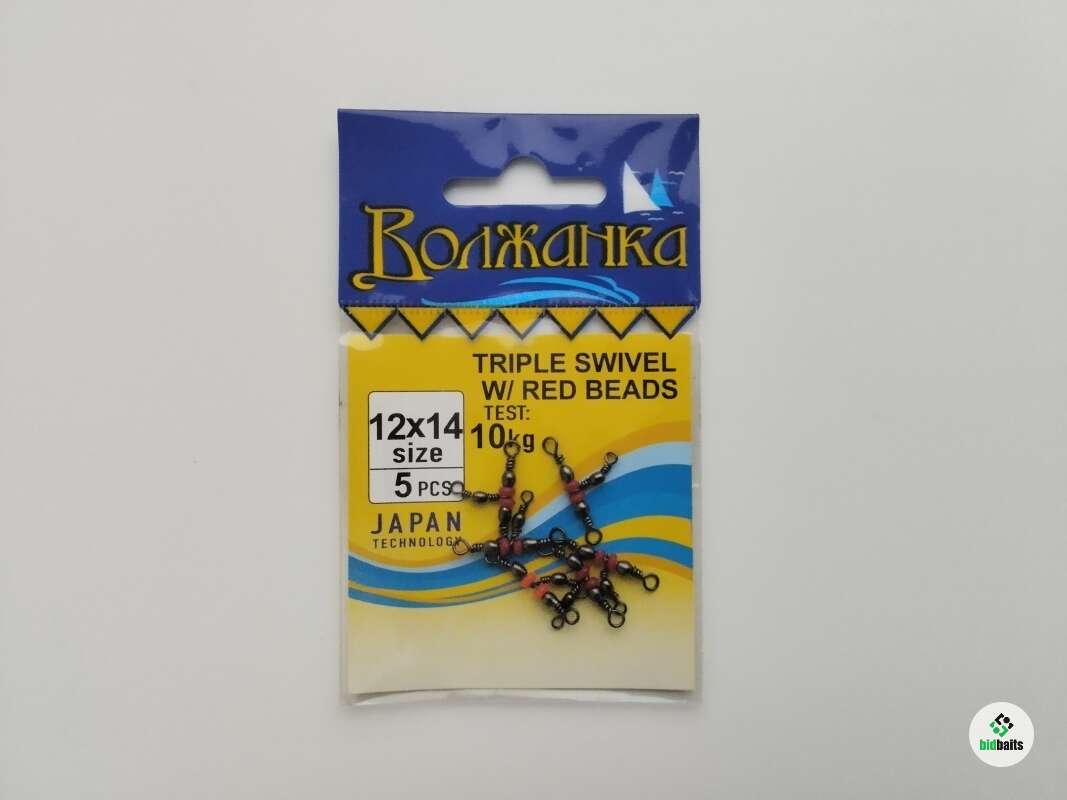 Волжанка
TRIPLE SWIVEL
W/ RED BEADS
TEST:
10kg
12x14
size
5 PCS
JAPAN
TECHNOLOGY
bidbaits